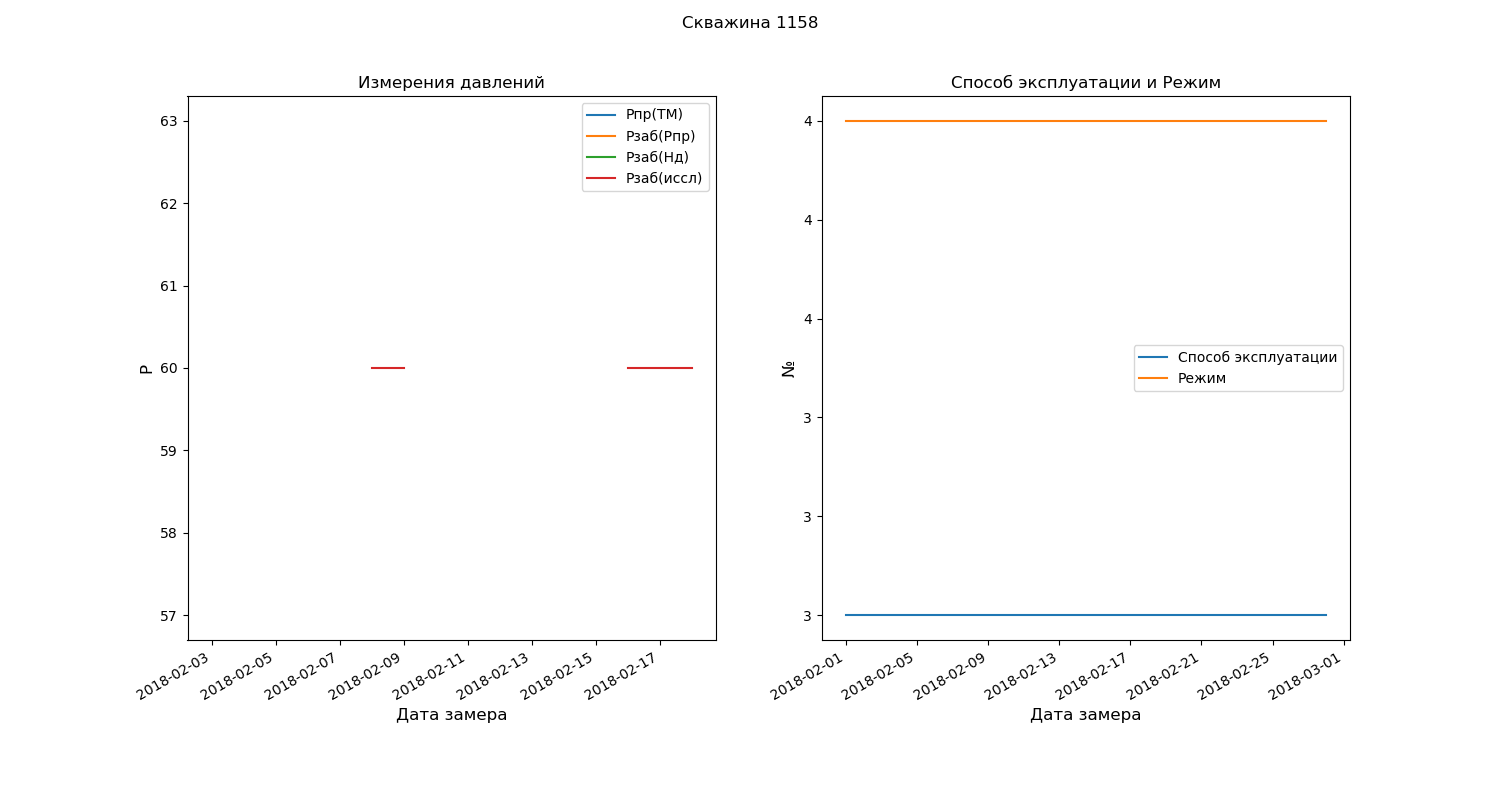 Скважина 1158
Измерения давлений
63
62
61
60
59
58
57
P
Рпр(ТМ)
Рзаб(Рпр)
Рзаб(Нд)
Рзаб(иссл)
2018-02-03
2018-02-05
2018-02-07
2018-02-09
2018-02-11
2018-02-13
2018-02-15
2018-02-17
Дата замера
Способ эксплуатации и Режим
4
4
4
3
3
3
№
Способ эксплуатации
Режим
2018-02-01
2018-02-05
2018-02-09
2018-02-13
2018-02-17
2018-02-21
2018-02-25
2018-03-01
Дата замера